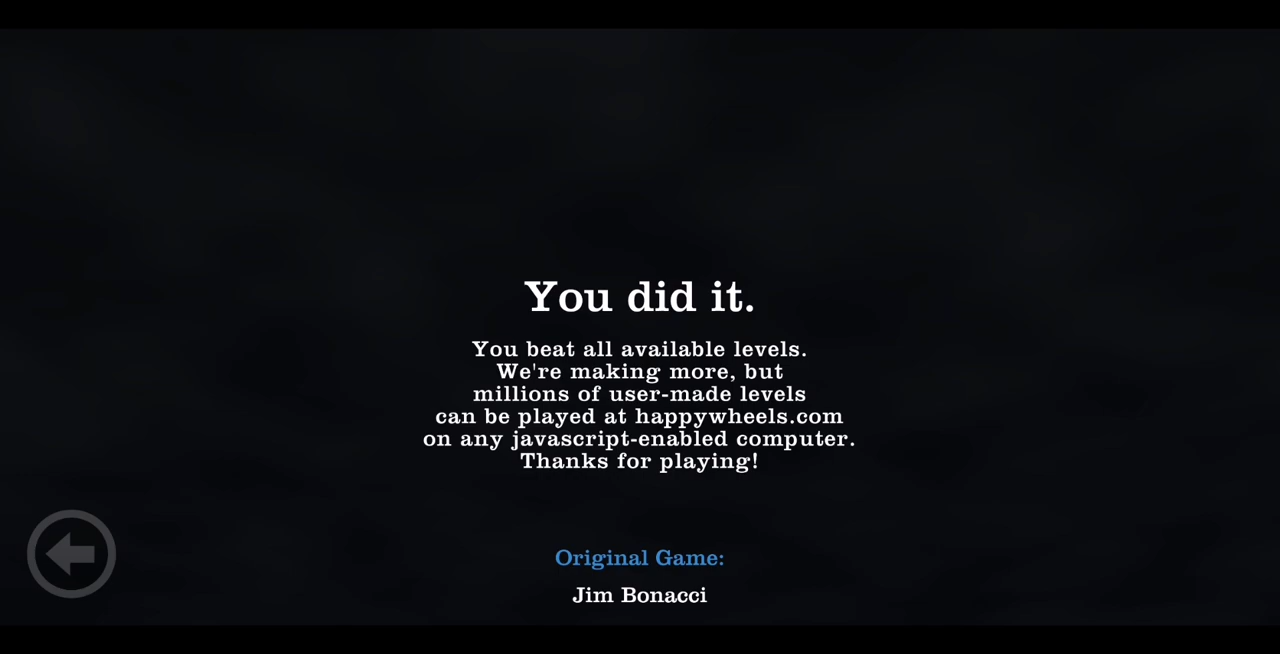 You did it.
You beat all available levels.
We're making more, but
millions of user-made levels
can be played at happywheels.com
on any javascript-enabled computer.
Thanks for playing!
Original Game:
Jim Bonacci